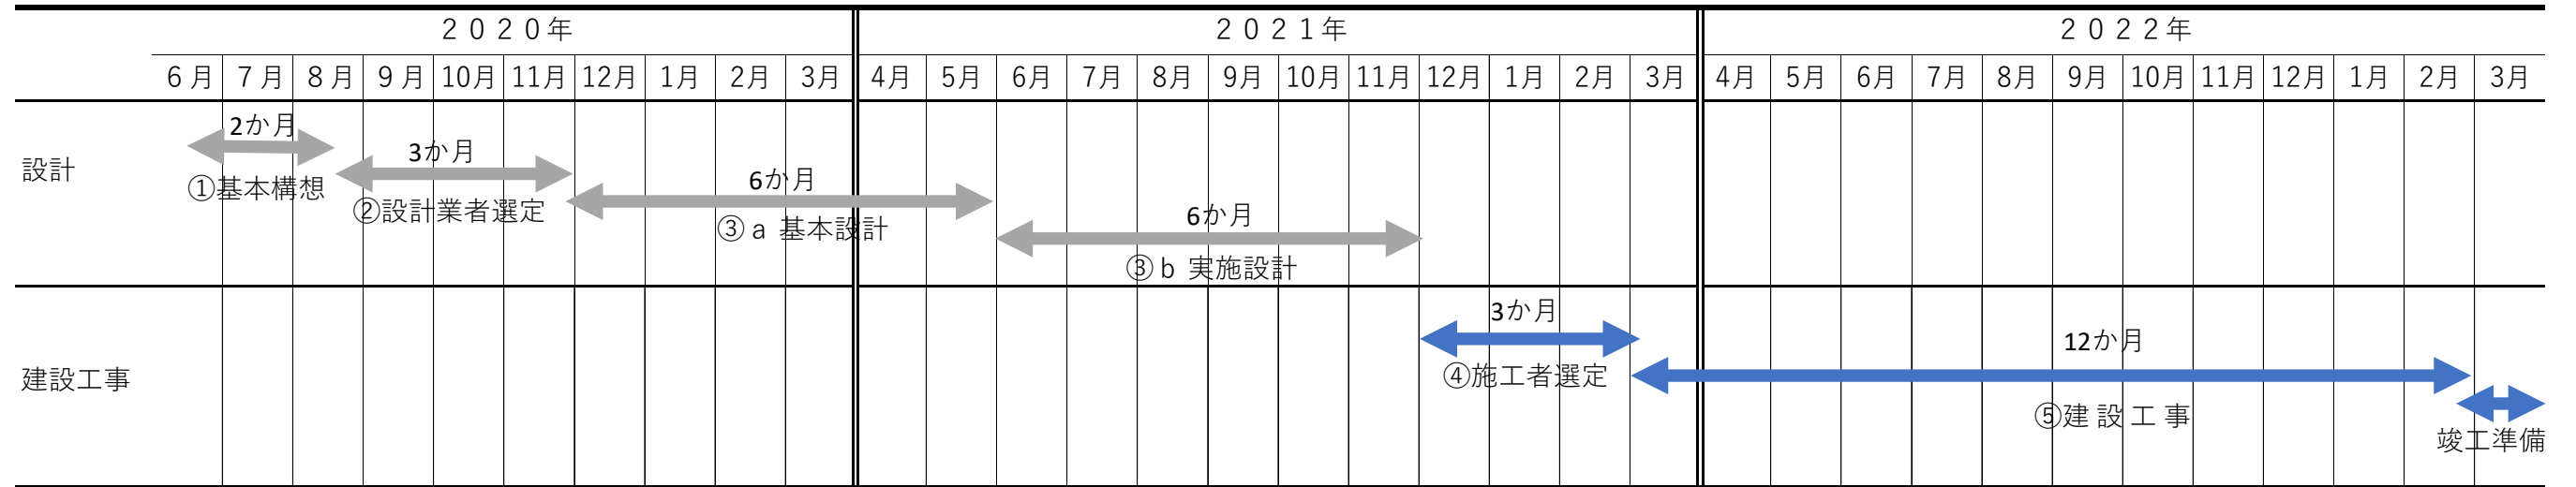 ２０２０年 ２０２１年 ２０２２年
６月 ７月 ８月 ９月 10月 11月 12月 1月 2月 3月 4月 5月 6月 7月 8月 9月 10月 11月 12月 1月 2月 3月 4月 5月 6月 7月 8月 9月 10月 11月 12月 1月 2月 3月
設計
2か月
①基本構想
3か月
②設計業者選定
6か月
③ａ 基本設計
6か月
③ｂ 実施設計
建設工事
3か月
④施工者選定
12か月
⑤建設工事
竣工準備